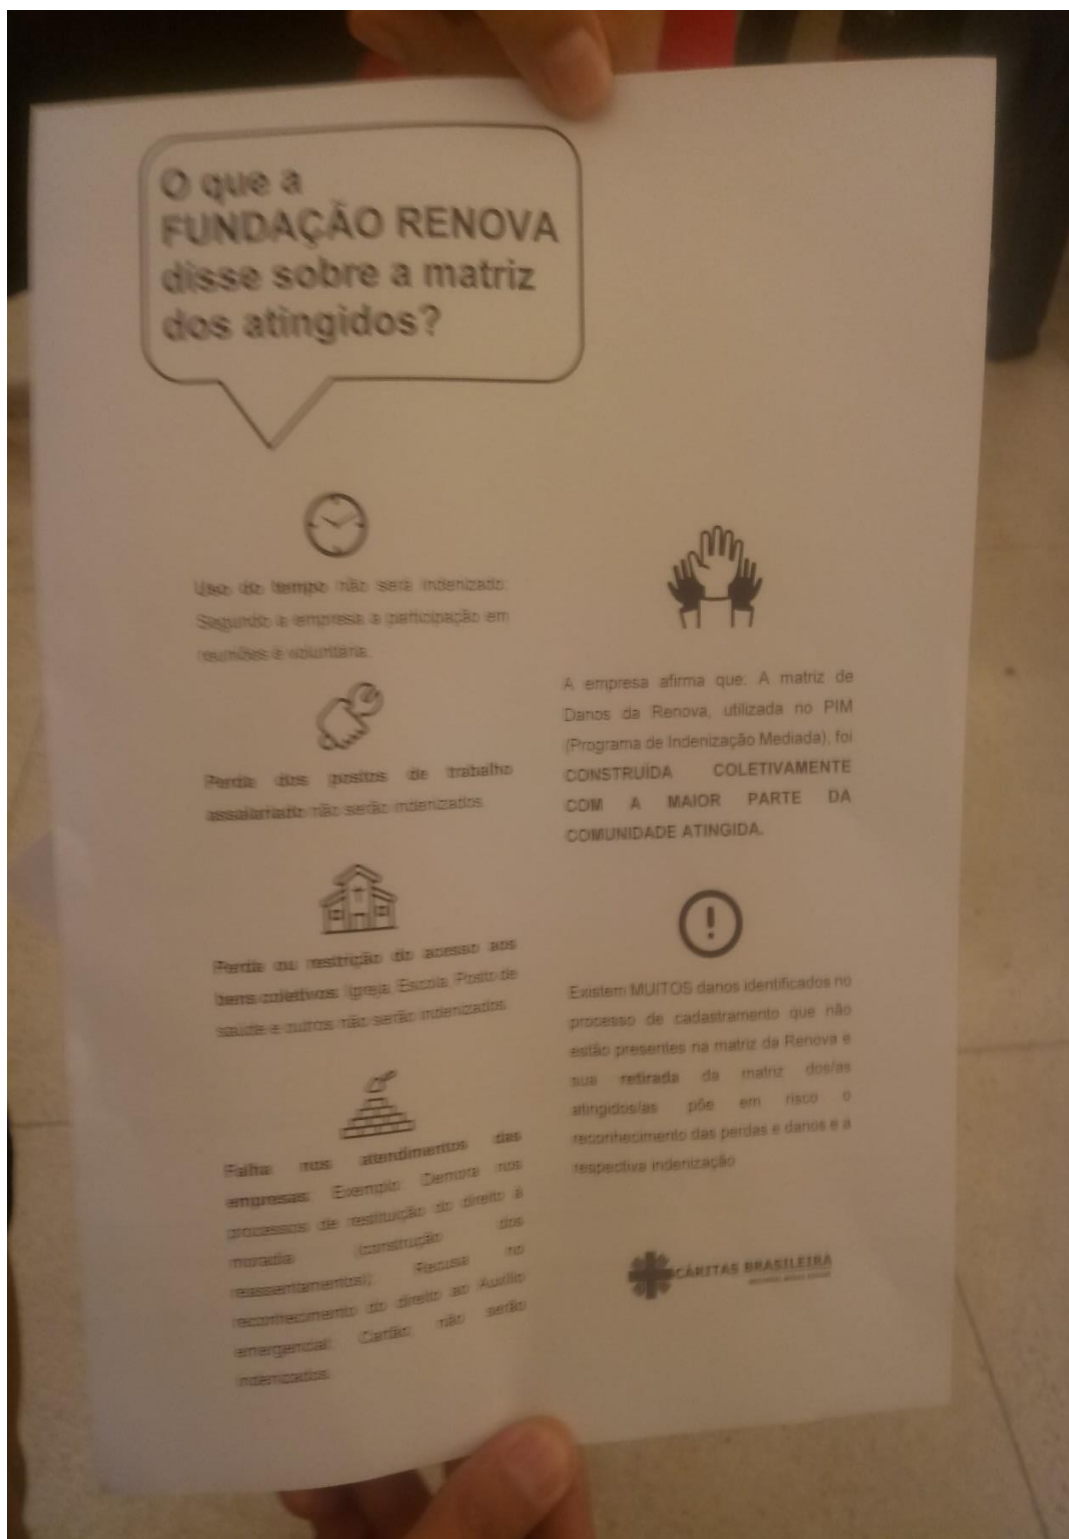 O que a
FUNDAÇÃO RENOVA
disse sobre a matriz
dos atingidos?
Uso do tempo não será indenizado.
Segundo a empresa a participação em
reuniões é voluntária.
Perda dos postos de trabalho
assalariado não serão indenizados.
Perda ou restrição do acesso aos
bens coletivos: Igreja, Escola, Posto de
saúde e outros não serão indenizados.
Falha nos atendimentos das
empresas: Exemplo: Demora nos
processos de restituição do direito à
moradia (construção dos
reassentamentos); Recusa no
reconhecimento do direito ao Auxílio
emergencial: Cartão, não serão
indenizados.
A empresa afirma que: A matriz de
Danos da Renova, utilizada no PIM
(Programa de Indenização Mediada), foi
CONSTRUÍDA COLETIVAMENTE
COM A MAIOR PARTE DA
COMUNIDADE ATINGIDA.
Existem MUITOS danos identificados no
processo de cadastramento que não
estão presentes na matriz da Renova e
sua retirada da matriz dos/as
atingidos/as põe em risco o
reconhecimento das perdas e danos e a
respectiva indenização
CÁRITAS BRASILEIRA